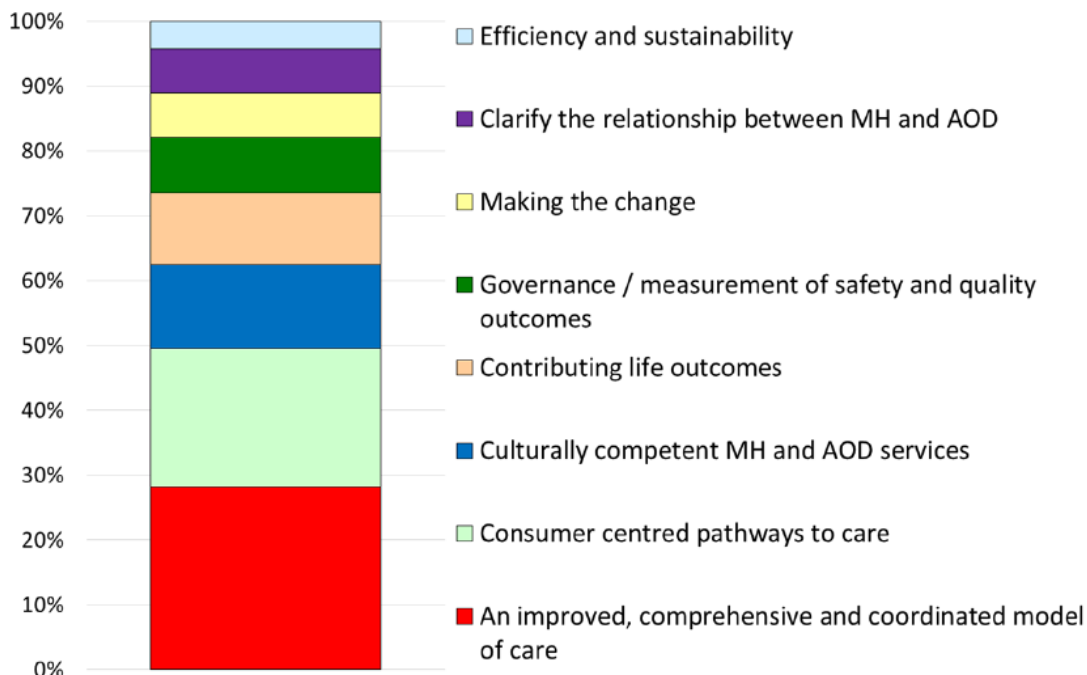 100%
90%
80%
70%
60%
50%
40%
30%
20%
10%
0%
Efficiency and sustainability
Clarify the relationship between MH and AOD
Making the change
Governance / measurement of safety and quality
outcomes
Contributing life outcomes
Culturally competent MH and AOD services
Consumer centred pathways to care
An improved, comprehensive and coordinated model
of care